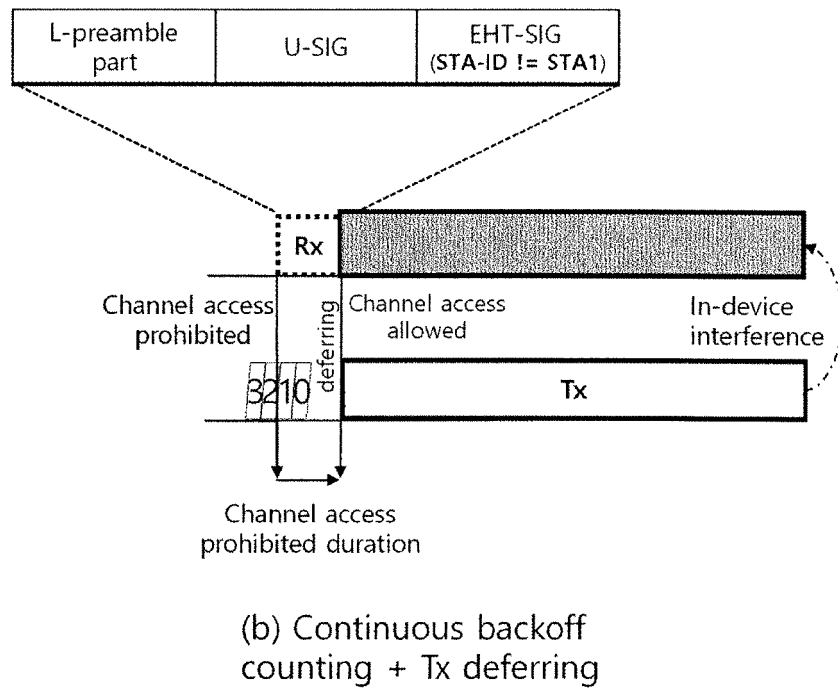 L-preamble
part
U-SIG
EHT-SIG
(STA-ID != STA1)
Rx
Channel access
prohibited
deferring
Channel access
allowed
In-device
interference
3210
Tx
Channel access
prohibited duration
(b) Continuous backoff
counting + Tx deferring